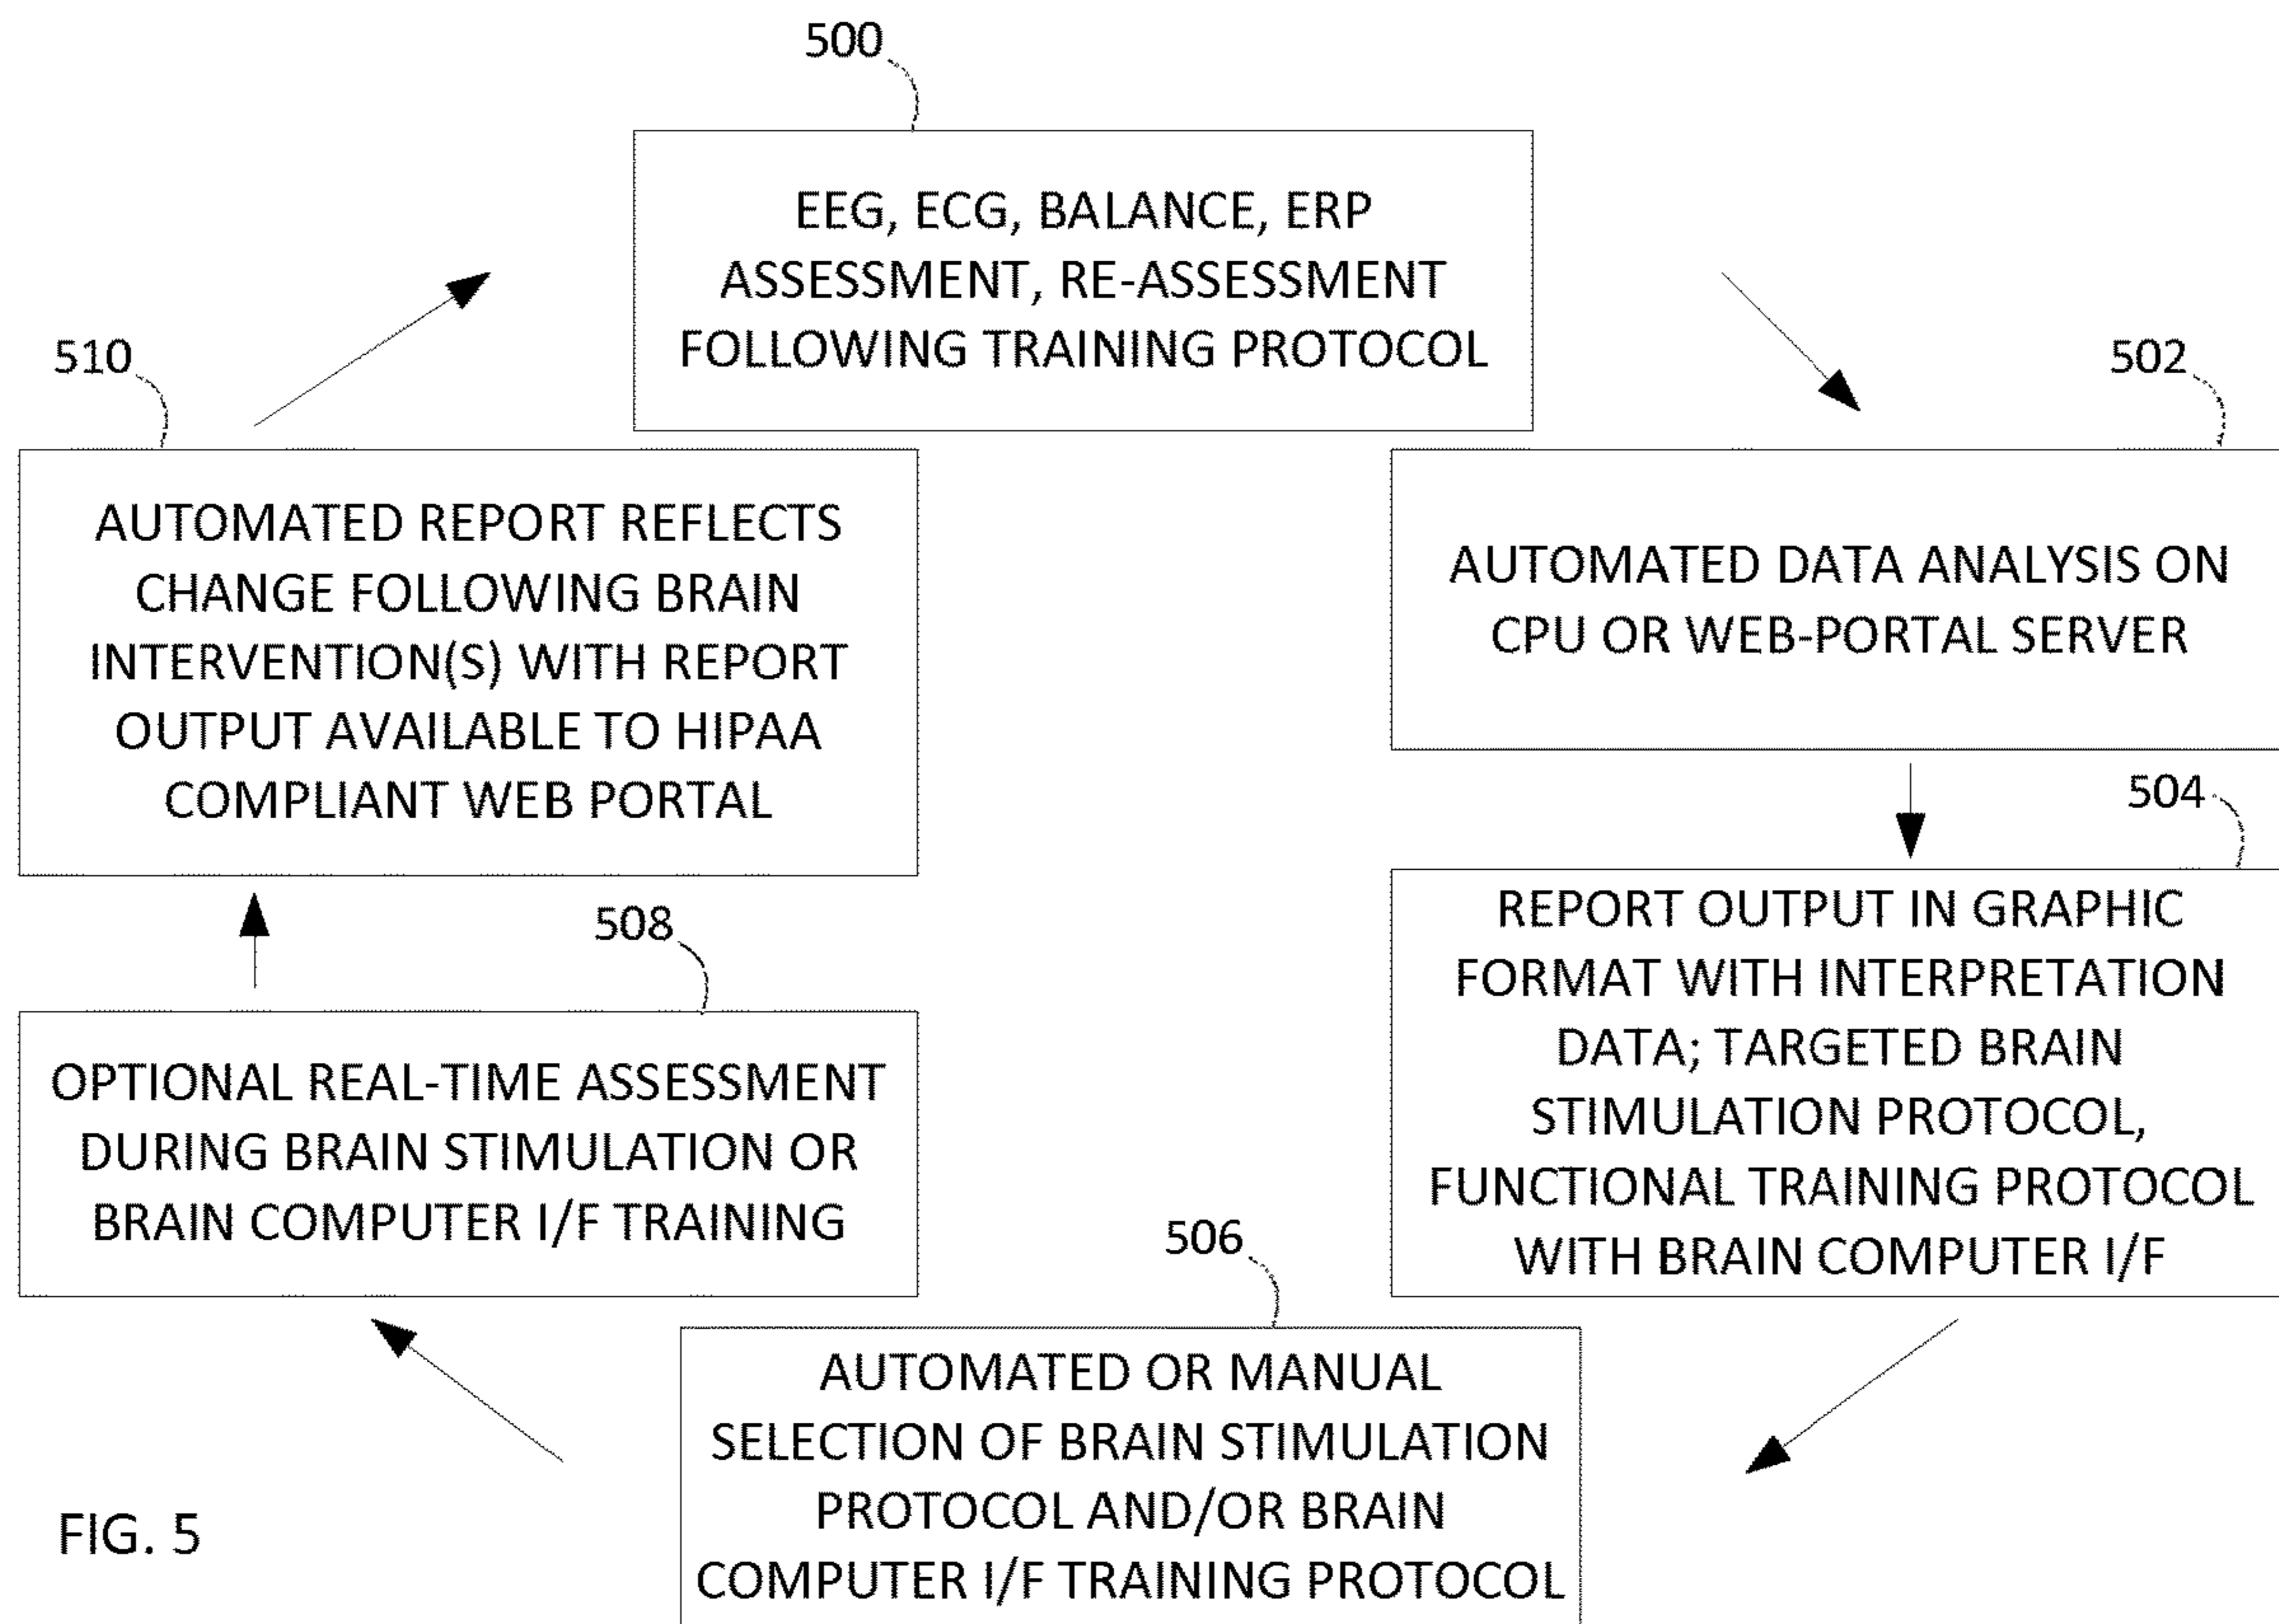 500
EEG, ECG, BALANCE, ERP
ASSESSMENT, RE-ASSESSMENT
FOLLOWING TRAINING PROTOCOL
502
AUTOMATED DATA ANALYSIS ON
CPU OR WEB-PORTAL SERVER
504
REPORT OUTPUT IN GRAPHIC
FORMAT WITH INTERPRETATION
DATA; TARGETED BRAIN
STIMULATION PROTOCOL,
FUNCTIONAL TRAINING PROTOCOL
WITH BRAIN COMPUTER I/F
506
AUTOMATED OR MANUAL
SELECTION OF BRAIN STIMULATION
PROTOCOL AND/OR BRAIN
COMPUTER I/F TRAINING PROTOCOL
508
OPTIONAL REAL-TIME ASSESSMENT
DURING BRAIN STIMULATION OR
BRAIN COMPUTER I/F TRAINING
510
AUTOMATED REPORT REFLECTS
CHANGE FOLLOWING BRAIN
INTERVENTION(S) WITH REPORT
OUTPUT AVAILABLE TO HIPAA
COMPLIANT WEB PORTAL
FIG. 5